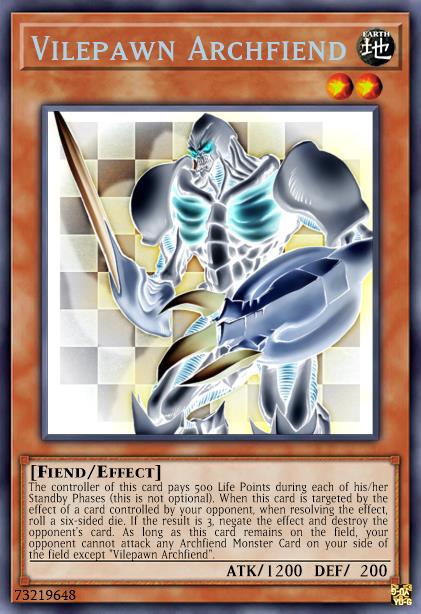 VILEPAWN ARCHFIEND
EARTH
地
[FIEND/EFFECT]
The controller of this card pays 500 Life Points during each of his/her
Standby Phases (this is not optional). When this card is targeted by the
effect of a card controlled by your opponent, when resolving the effect,
roll a six-sided die. If the result is 3, negate the effect and destroy the
opponent's card. As long as this card remains on the field, your
opponent cannot attack any Archfiend Monster Card on your side of
the field except "Vilepawn Archfiend".
ATK/1200 DEF/ 200
73219648